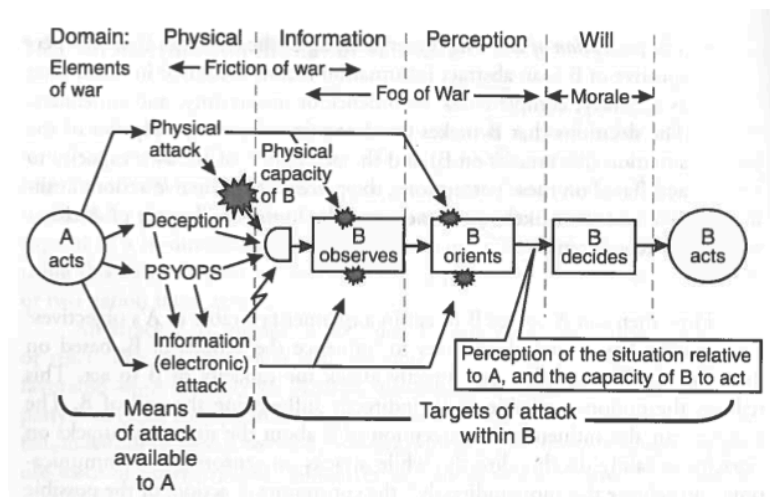 Domain: Physical Information Perception Will
Elements
of war
Friction of war
Fog of War
Morale
Physical
attack
Physical
capacity
of B
Deception
PSYOPS
Information
(electronic)
attack
A
acts
B
observes
B
orients
B
decides
B
acts
Perception of the situation relative
to A, and the capacity of B to act
Means
of attack
available
to A
Targets of attack
within B